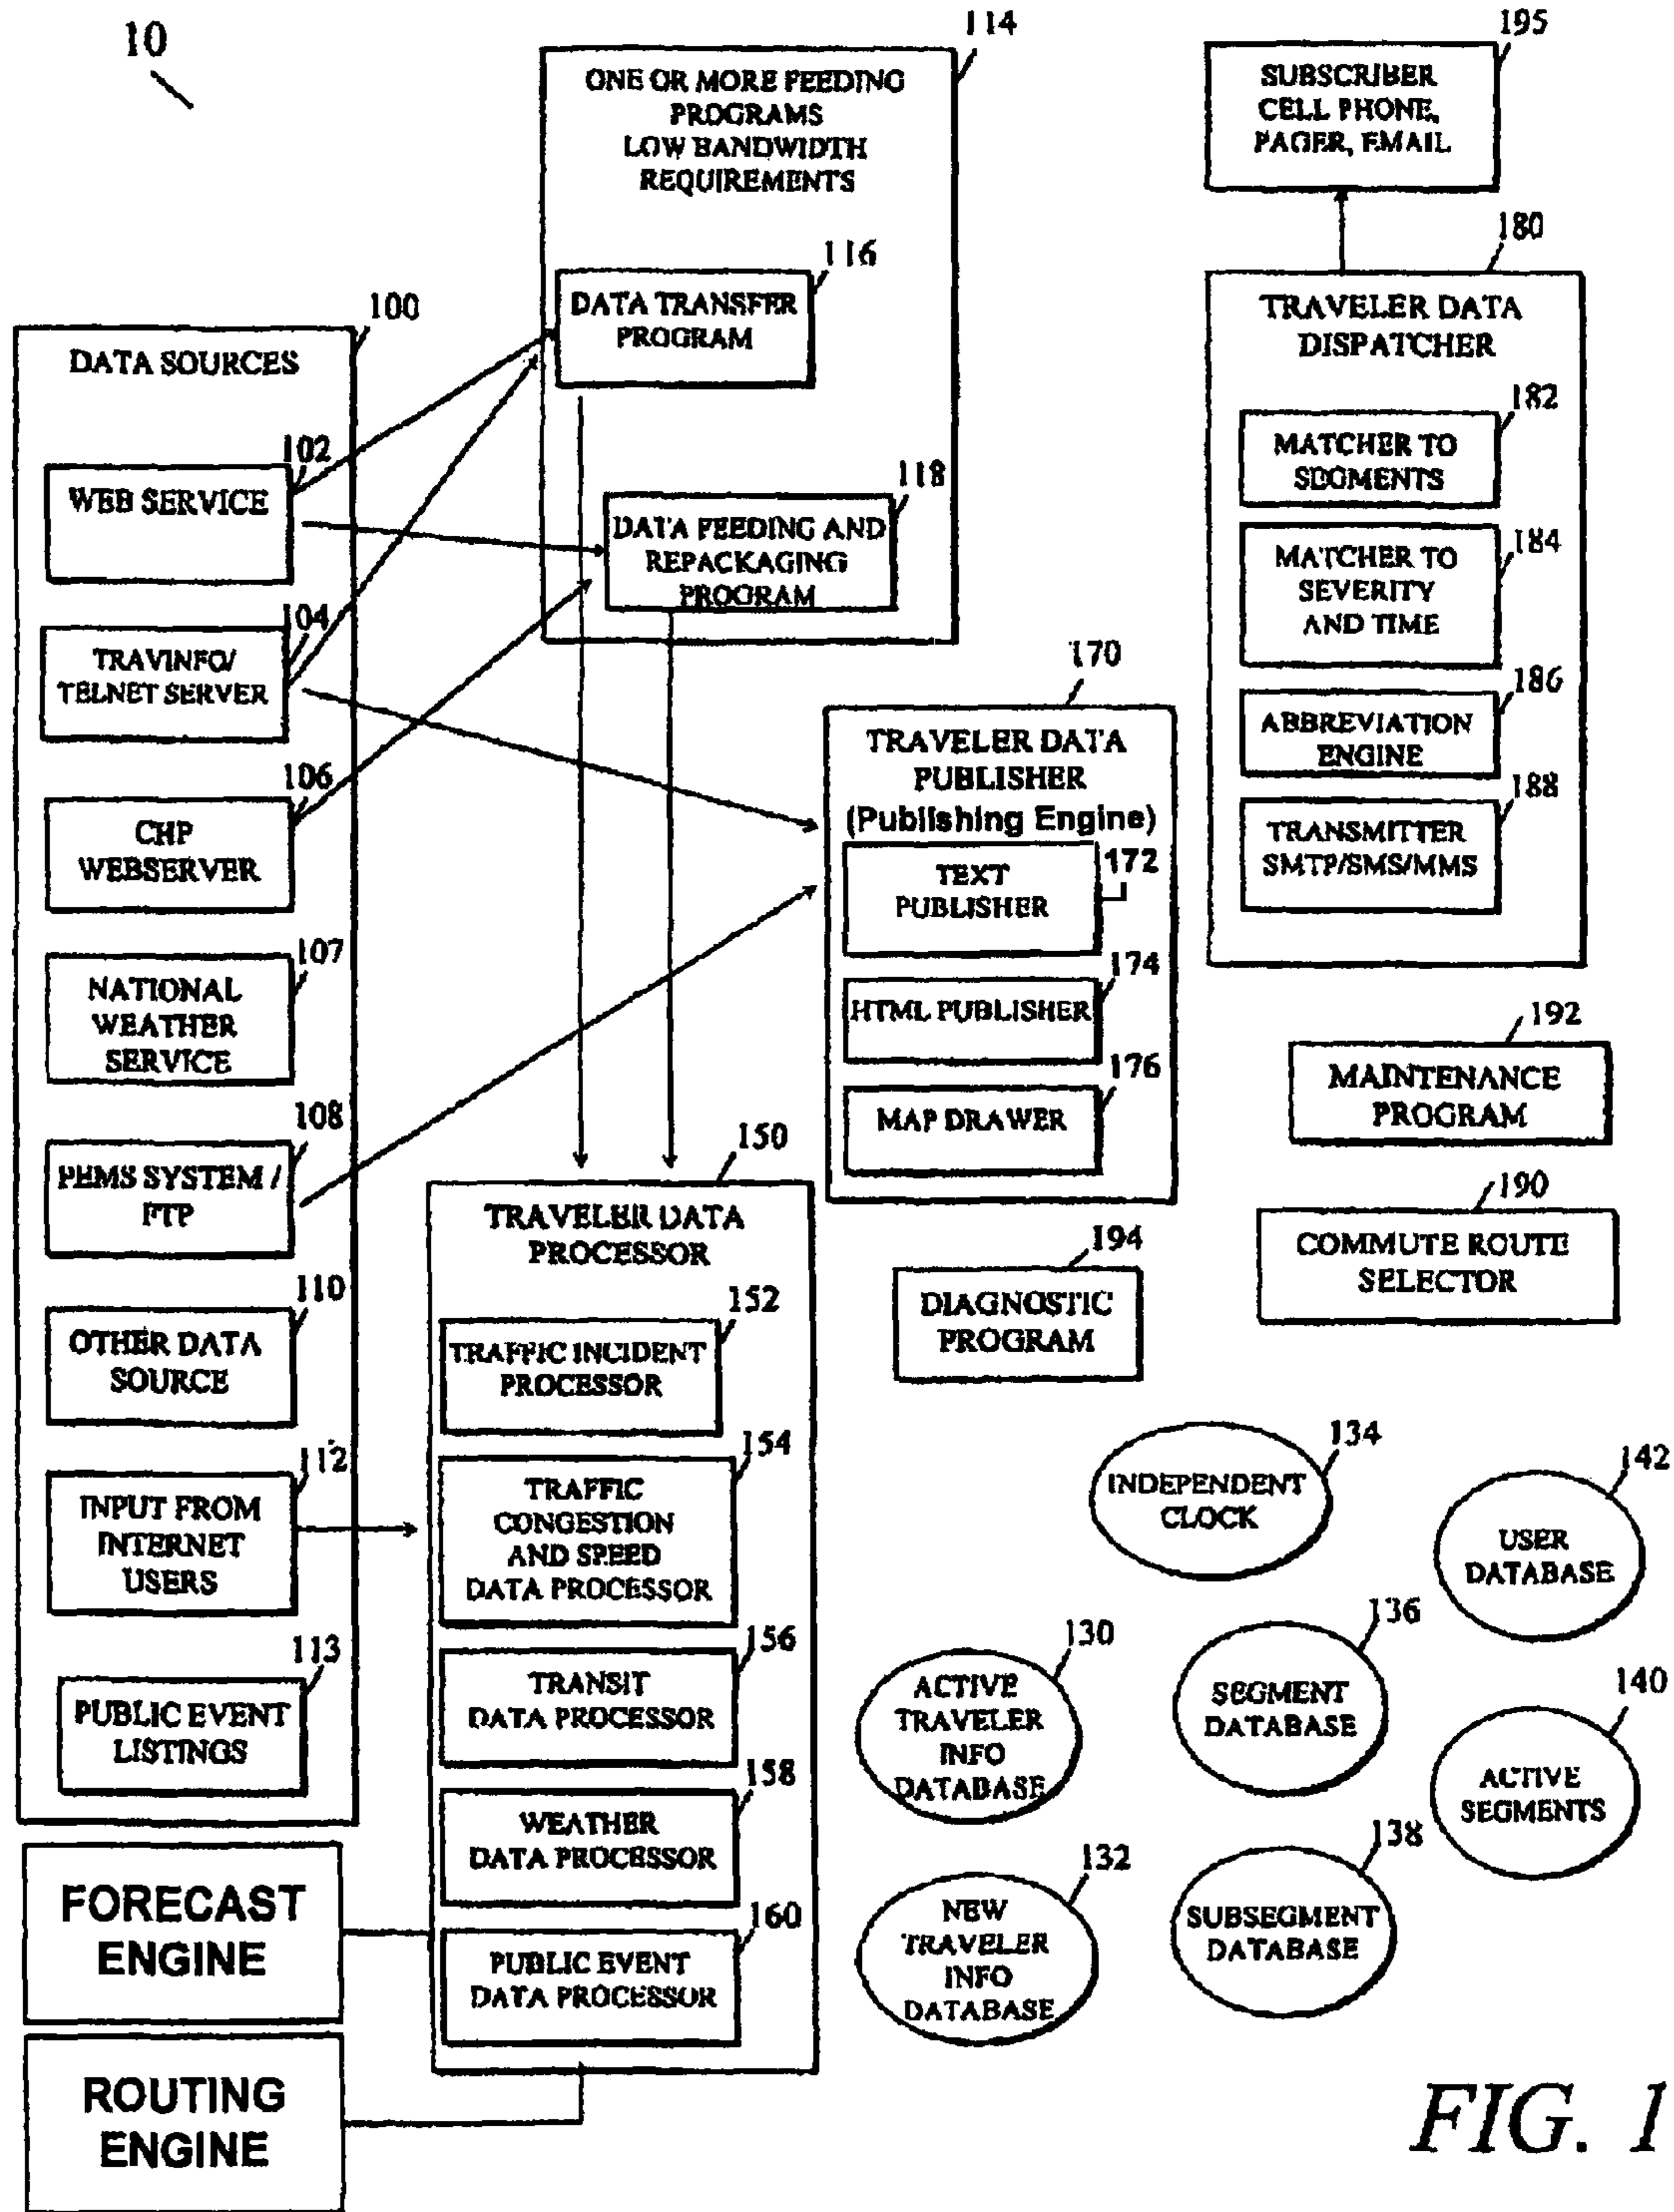 10
114
ONE OR MORE FEEDING
PROGRAMS
LOW BANDWIDTH
REQUIREMENTS
116
DATA TRANSFER
PROGRAM
118
DATA FEEDING AND
REPACKAGING
PROGRAM
195
SUBSCRIBER
CELL PHONE,
PAGER, EMAIL
180
TRAVELER DATA
DISPATCHER
182
MATCHER TO
SEGMENTS
184
MATCHER TO
SEVERITY
AND TIME
186
ABBREVIATION
ENGINE
188
TRANSMITTER
SMTP/SMS/MMS
100
DATA SOURCES
102
WEB SERVICE
104
TRAVINFO/
TELNET SERVER
106
CHP
WEBSERVER
107
NATIONAL
WEATHER
SERVICE
108
PEMS SYSTEM /
FTP
110
OTHER DATA
SOURCE
112
INPUT FROM
INTERNET
USERS
113
PUBLIC EVENT
LISTINGS
170
TRAVELER DATA
PUBLISHER
(Publishing Engine)
172
TEXT
PUBLISHER
174
HTML PUBLISHER
176
MAP DRAWER
192
MAINTENANCE
PROGRAM
190
COMMUTE ROUTE
SELECTOR
194
DIAGNOSTIC
PROGRAM
150
TRAVELER DATA
PROCESSOR
152
TRAFFIC INCIDENT
PROCESSOR
154
TRAFFIC
CONGESTION
AND SPEED
DATA PROCESSOR
156
TRANSIT
DATA PROCESSOR
158
WEATHER
DATA PROCESSOR
160
PUBLIC EVENT
DATA PROCESSOR
134
INDEPENDENT
CLOCK
142
USER
DATABASE
130
ACTIVE
TRAVELER
INFO
DATABASE
136
SEGMENT
DATABASE
140
ACTIVE
SEGMENTS
132
NEW
TRAVELER
INFO
DATABASE
138
SUBSEGMENT
DATABASE
FORECAST
ENGINE
ROUTING
ENGINE
FIG. 1